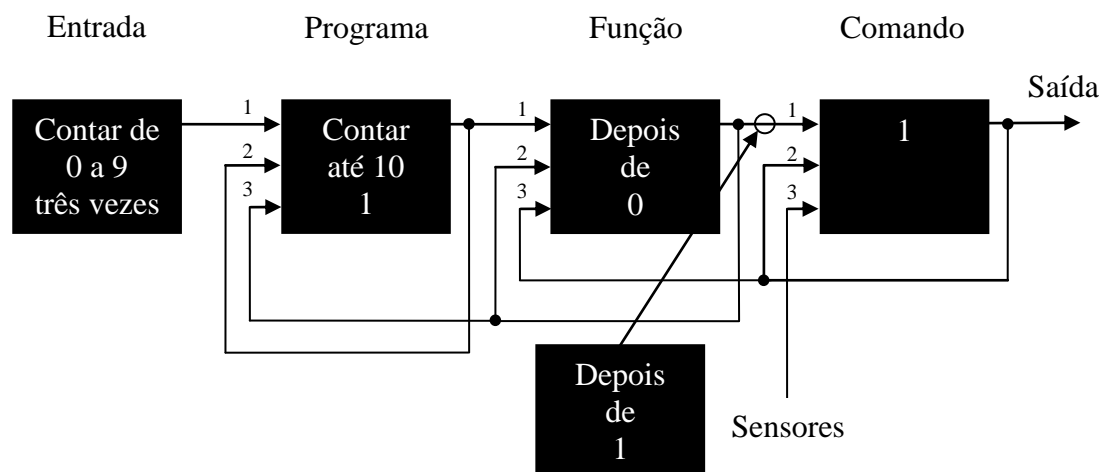 Entrada
Programa
Função
Comando
Saída
Contar de
0 a 9
três vezes
1
2
3
Contar
até 10
1
1
2
3
Depois
de
0
1
2
3
1
Depois
de
1
Sensores